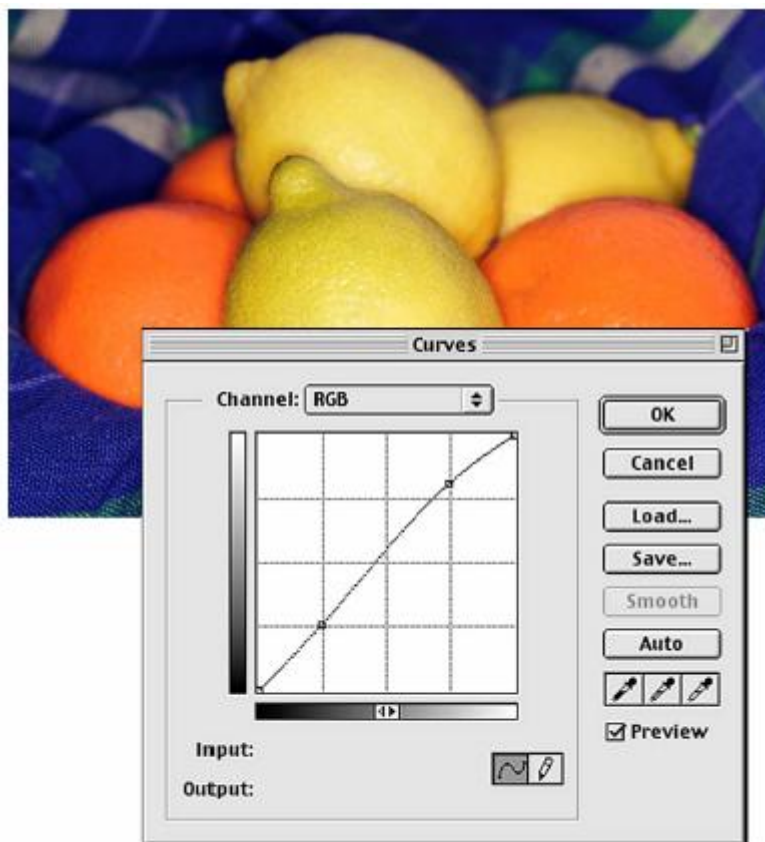 Curves
Channel: RGB
OK
Cancel
Load...
Save...
Smooth
Auto
Preview
Input:
Output: